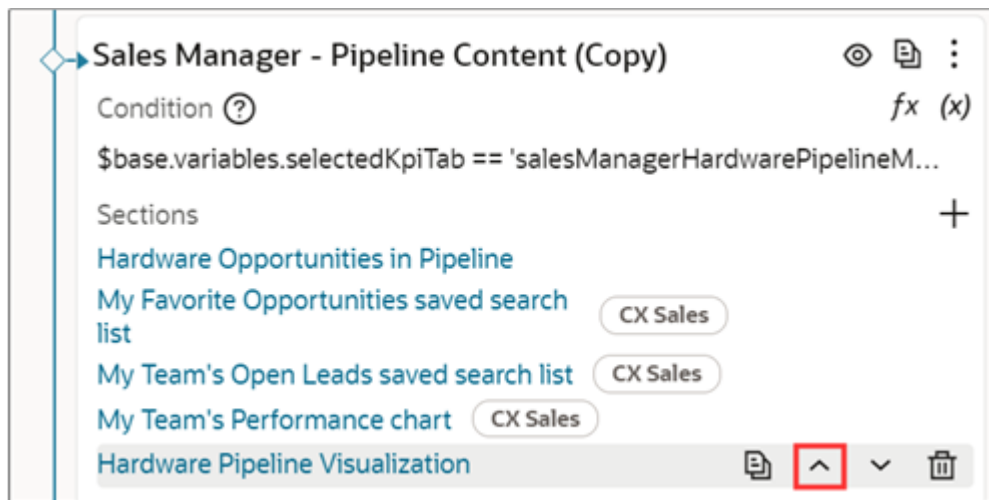 Sales Manager - Pipeline Content (Copy)
Condition ? fx (x)
$base.variables.selectedKpiTab == 'salesManagerHardwarePipelineM...
Sections
Hardware Opportunities in Pipeline
My Favorite Opportunities saved search
list CX Sales
My Team's Open Leads saved search list CX Sales
My Team's Performance chart CX Sales
Hardware Pipeline Visualization